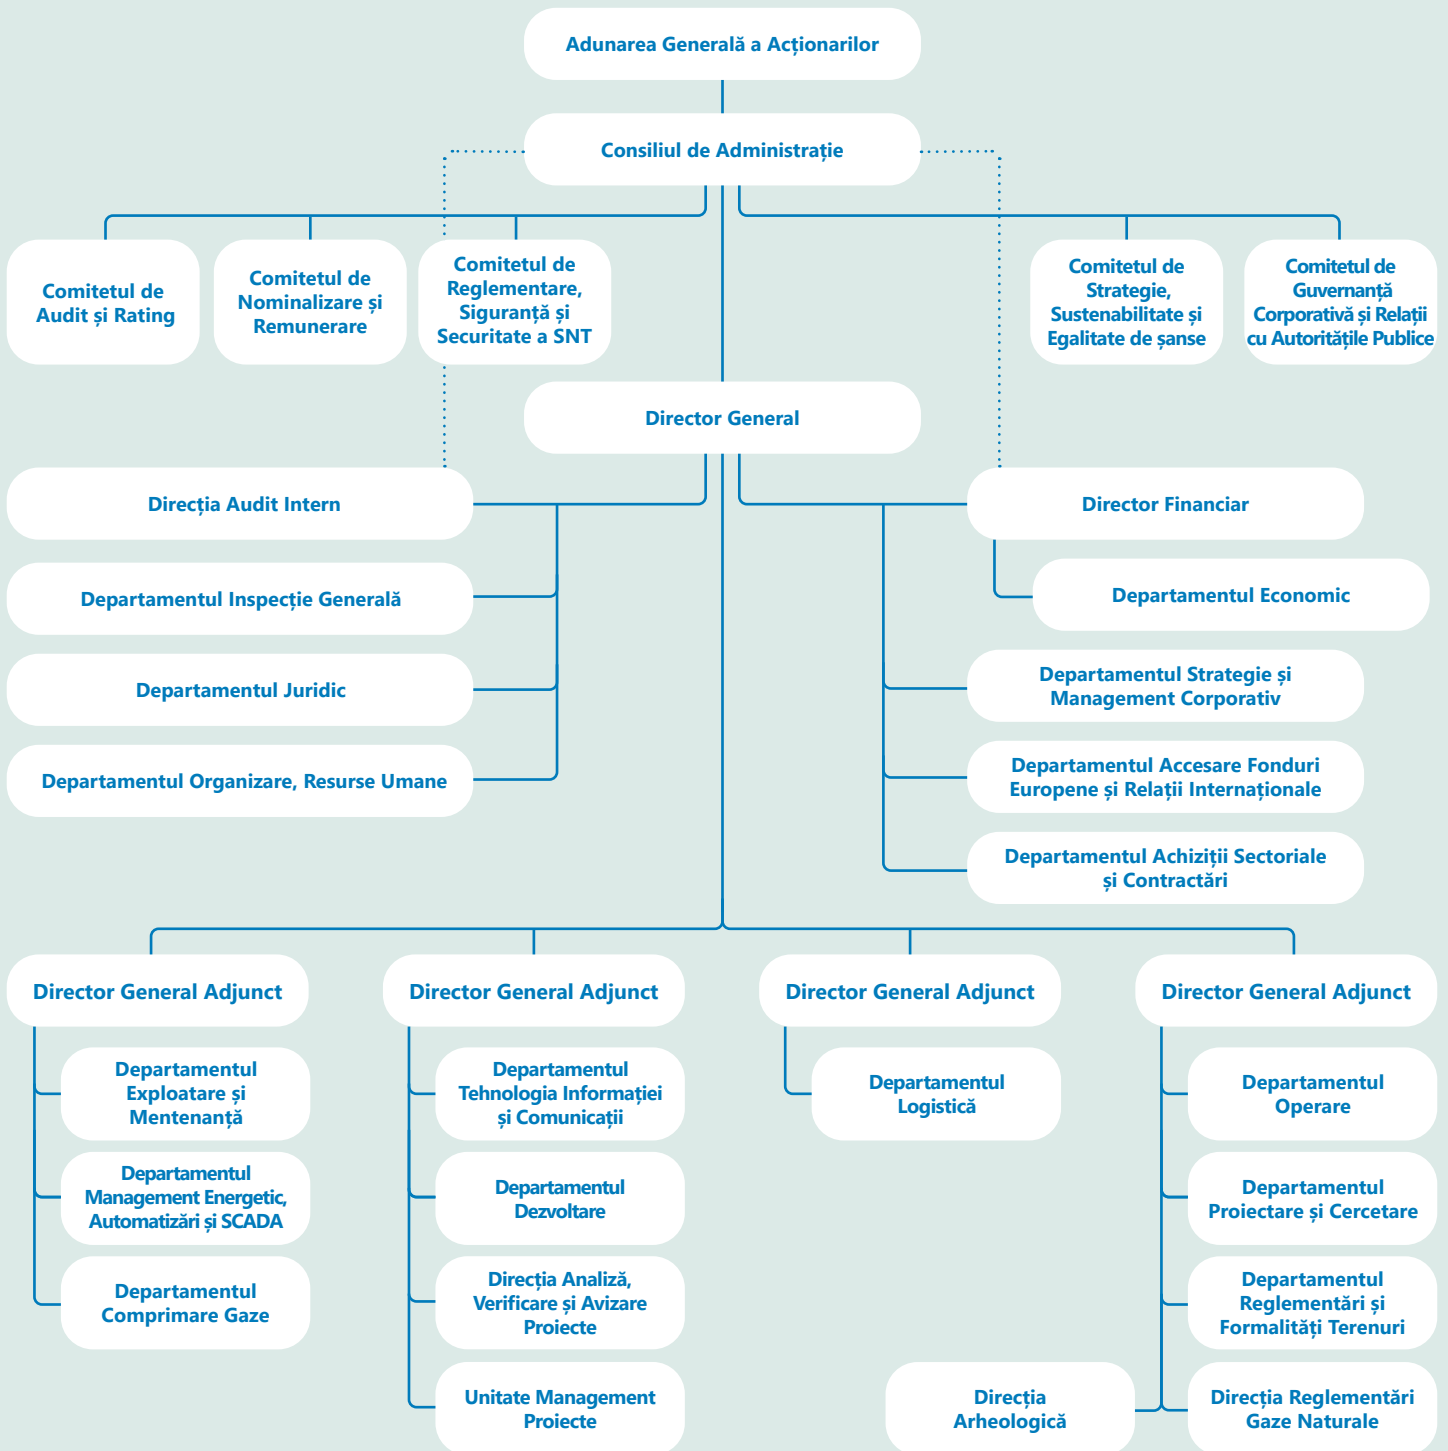 Adunarea Generală a Acționarilor
Consiliul de Administrație
Comitetul de
Audit și Rating
Comitetul de
Nominalizare și
Remunerare
Comitetul de
Reglementare,
Siguranță și
Securitate a SNT
Comitetul de
Strategie,
Sustenabilitate și
Egalitate de șanse
Comitetul de
Guvernanță
Corporativă și Relații
cu Autoritățile Publice
Director General
Direcția Audit Intern
Departamentul Inspecție Generală
Departamentul Juridic
Departamentul Organizare, Resurse Umane
Director Financiar
Departamentul Economic
Departamentul Strategie și
Management Corporativ
Departamentul Accesare Fonduri
Europene și Relații Internaționale
Departamentul Achiziții Sectoriale
și Contractări
Director General Adjunct
Departamentul
Exploatare și
Mentenanță
Departamentul
Management Energetic,
Automatizări și SCADA
Departamentul
Comprimare Gaze
Director General Adjunct
Departamentul
Tehnologia Informației
și Comunicații
Departamentul
Dezvoltare
Direcția Analiză,
Verificare și Avizare
Proiecte
Unitate Management
Proiecte
Director General Adjunct
Departamentul
Logistică
Director General Adjunct
Departamentul
Operare
Departamentul
Proiectare și Cercetare
Departamentul
Reglementări și
Formalități Terenuri
Direcția
Arheologică
Direcția Reglementări
Gaze Naturale